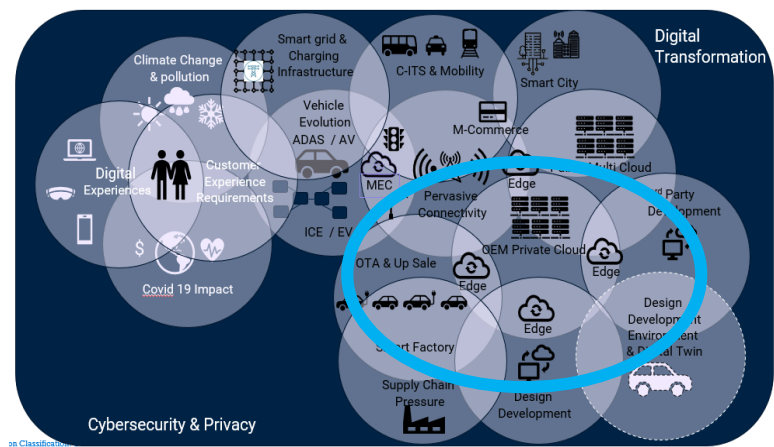 Digital
Transformation
Smart grid &
Charging
Infrastructure
Climate Change
& pollution
C-ITS & Mobility
Smart City
Vehicle
Evolution
ADAS / AV
M-Commerce
Multi Cloud
Digital
Experiences
Customer
Experience
Requirements
MEC
Pervasive
Connectivity
Edge
Party
Development
ICE / EV
OEM Private Cloud
OTA & Up Sale
Edge
Edge
$
Covid 19 Impact
Edge
Design
Development
Environment
& Digital Twin
Smart Factory
Supply Chain
Pressure
Design
Development
Cybersecurity & Privacy
on Classification